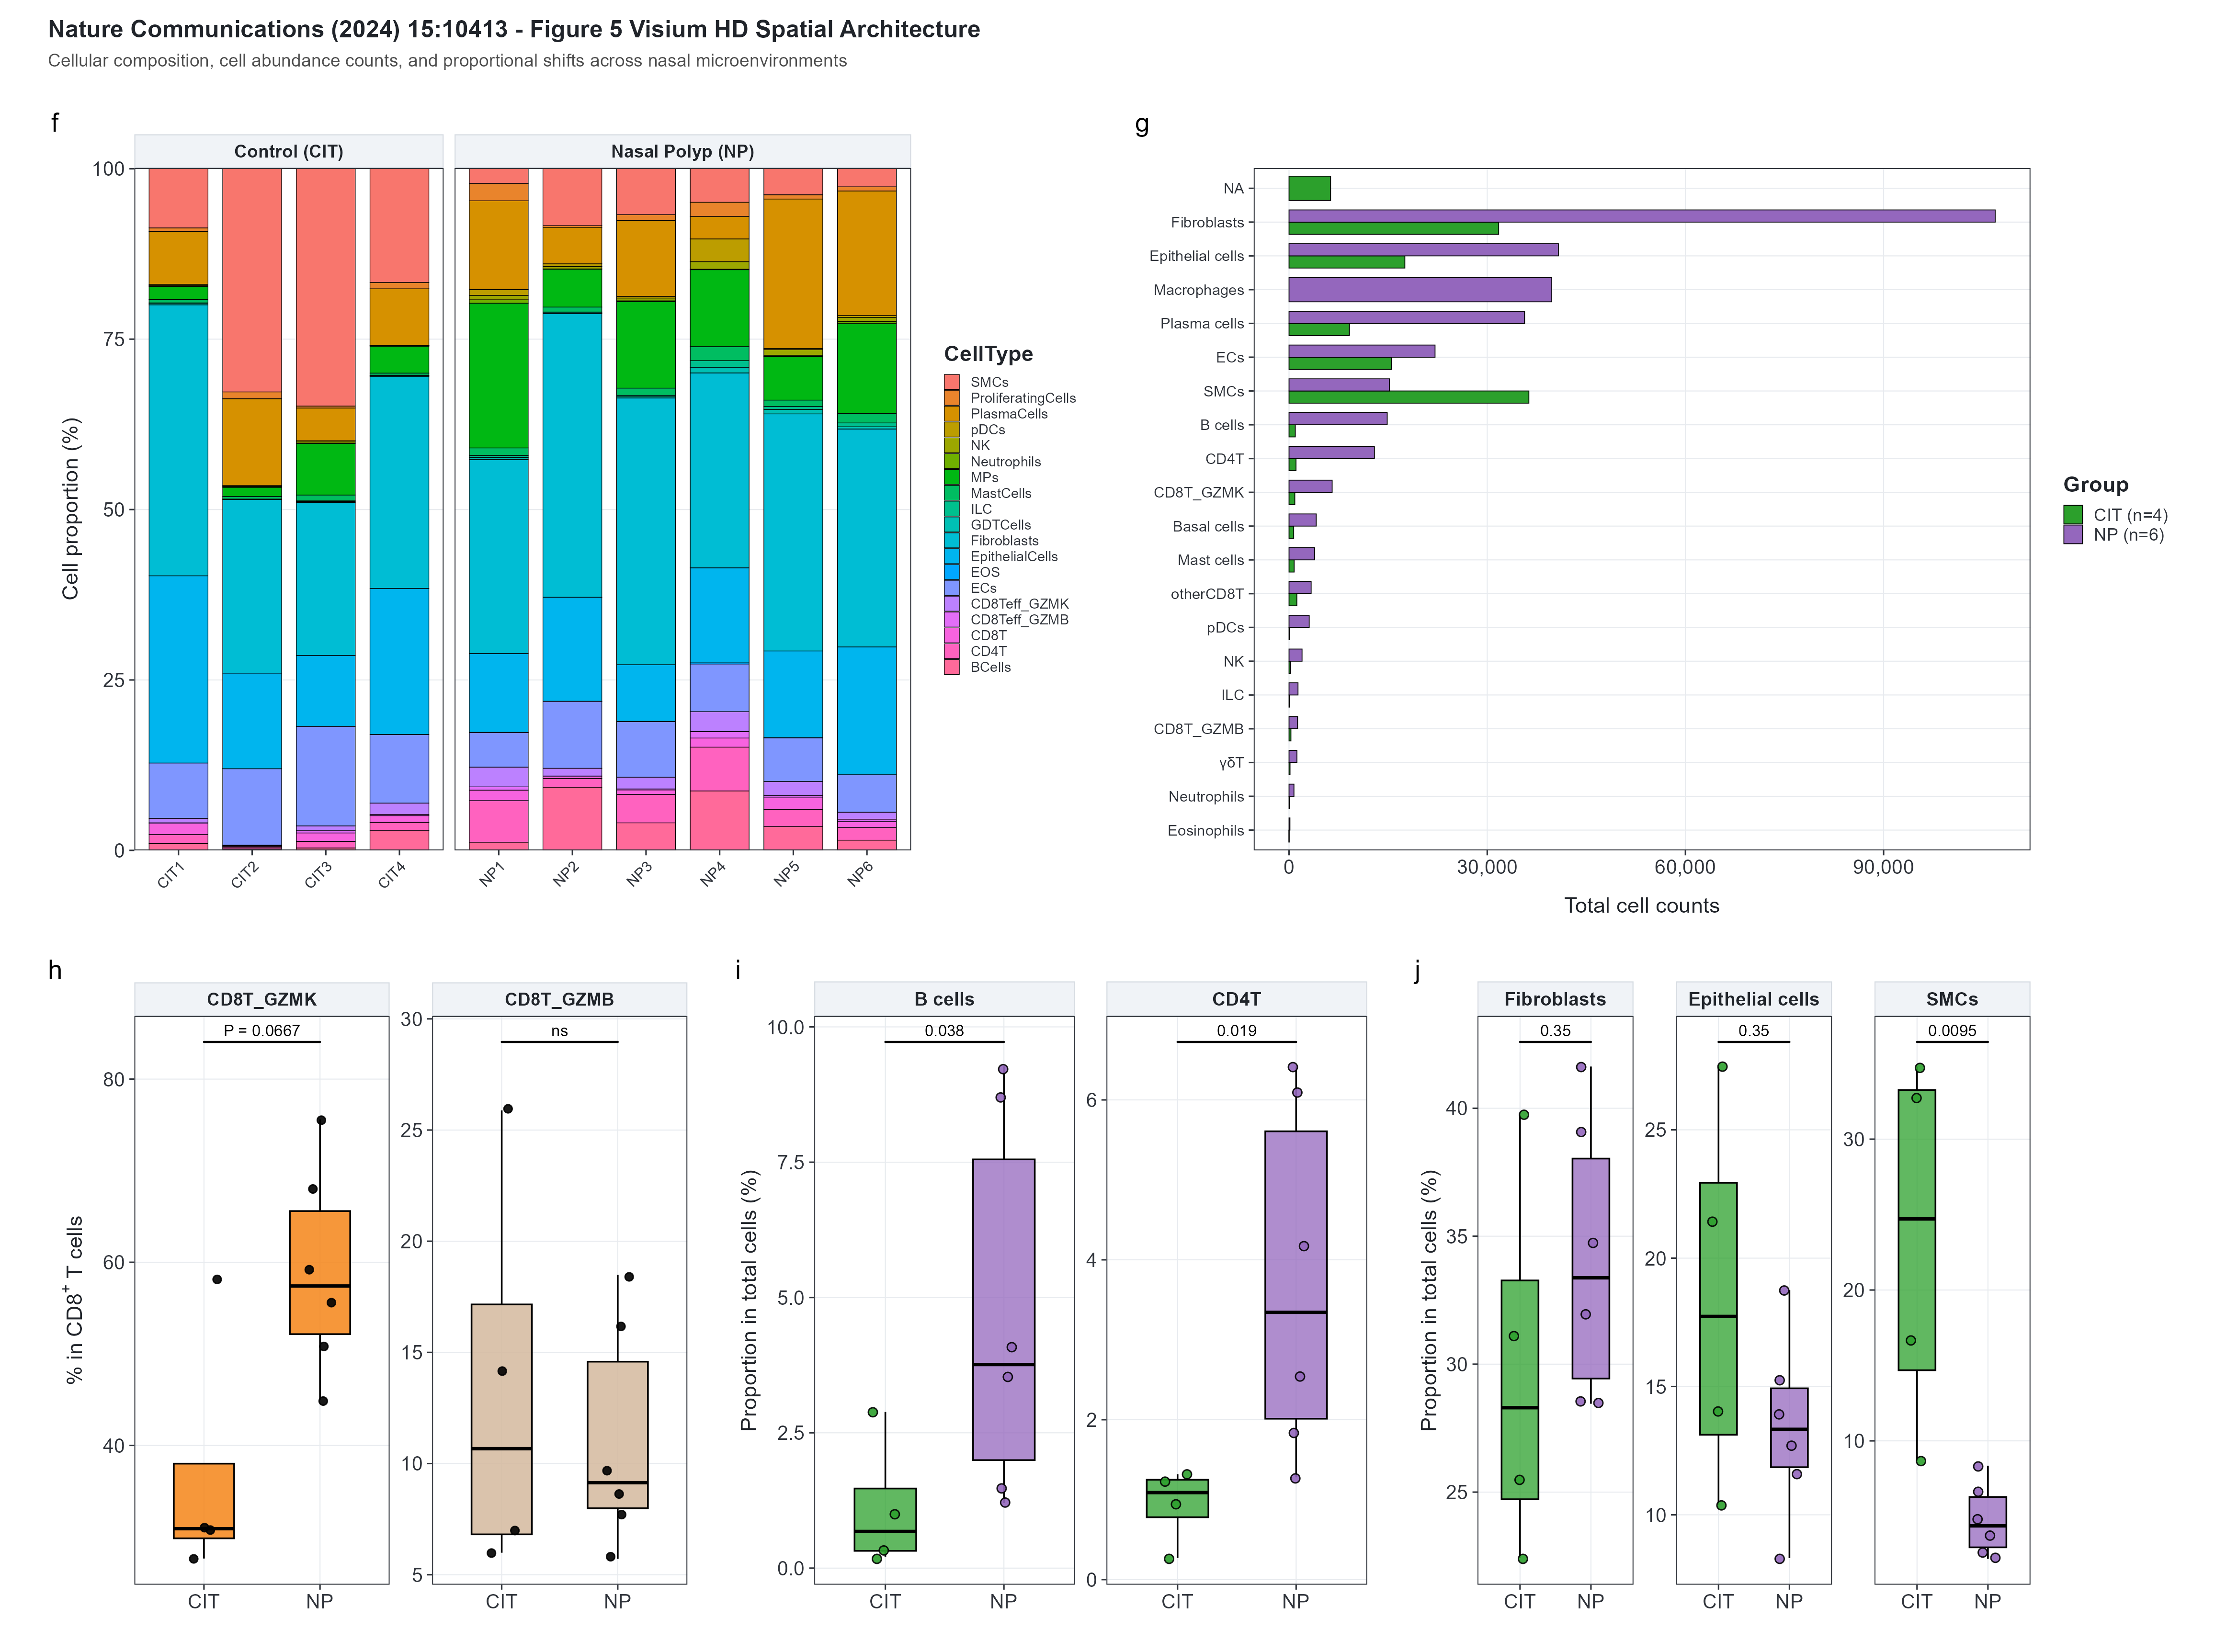 Nature Communications (2024) 15:10413 - Figure 5 Visium HD Spatial Architecture
Cellular composition, cell abundance counts, and proportional shifts across nasal microenvironments
f
Control (CIT)
Nasal Polyp (NP)
Cell proportion (%)
100
75
50
25
0
CIT1
CIT2
CIT3
CIT4
NP1
NP2
NP3
NP4
NP5
NP6
CellType
SMCs
ProliferatingCells
PlasmaCells
pDCs
NK
Neutrophils
MPs
MastCells
ILC
GDTCells
Fibroblasts
EpithelialCells
EOS
ECs
CD8Teff_GZMK
CD8Teff_GZMB
CD8T
CD4T
BCells
g
NA
Fibroblasts
Epithelial cells
Macrophages
Plasma cells
ECs
SMCs
B cells
CD4T
CD8T_GZMK
Basal cells
Mast cells
otherCD8T
pDCs
NK
ILC
CD8T_GZMB
γδT
Neutrophils
Eosinophils
0
30,000
60,000
90,000
Total cell counts
Group
CIT (n=4)
NP (n=6)
h
CD8T_GZMK
CD8T_GZMB
% in CD8⁺ T cells
P = 0.0667
80
60
40
CIT
NP
ns
30
25
20
15
10
5
CIT
NP
i
B cells
CD4T
Proportion in total cells (%)
0.038
10.0
7.5
5.0
2.5
0.0
CIT
NP
0.019
6
4
2
0
CIT
NP
j
Fibroblasts
Epithelial cells
SMCs
Proportion in total cells (%)
0.35
40
35
30
25
CIT
NP
0.35
25
20
15
10
CIT
NP
0.0095
30
20
10
CIT
NP